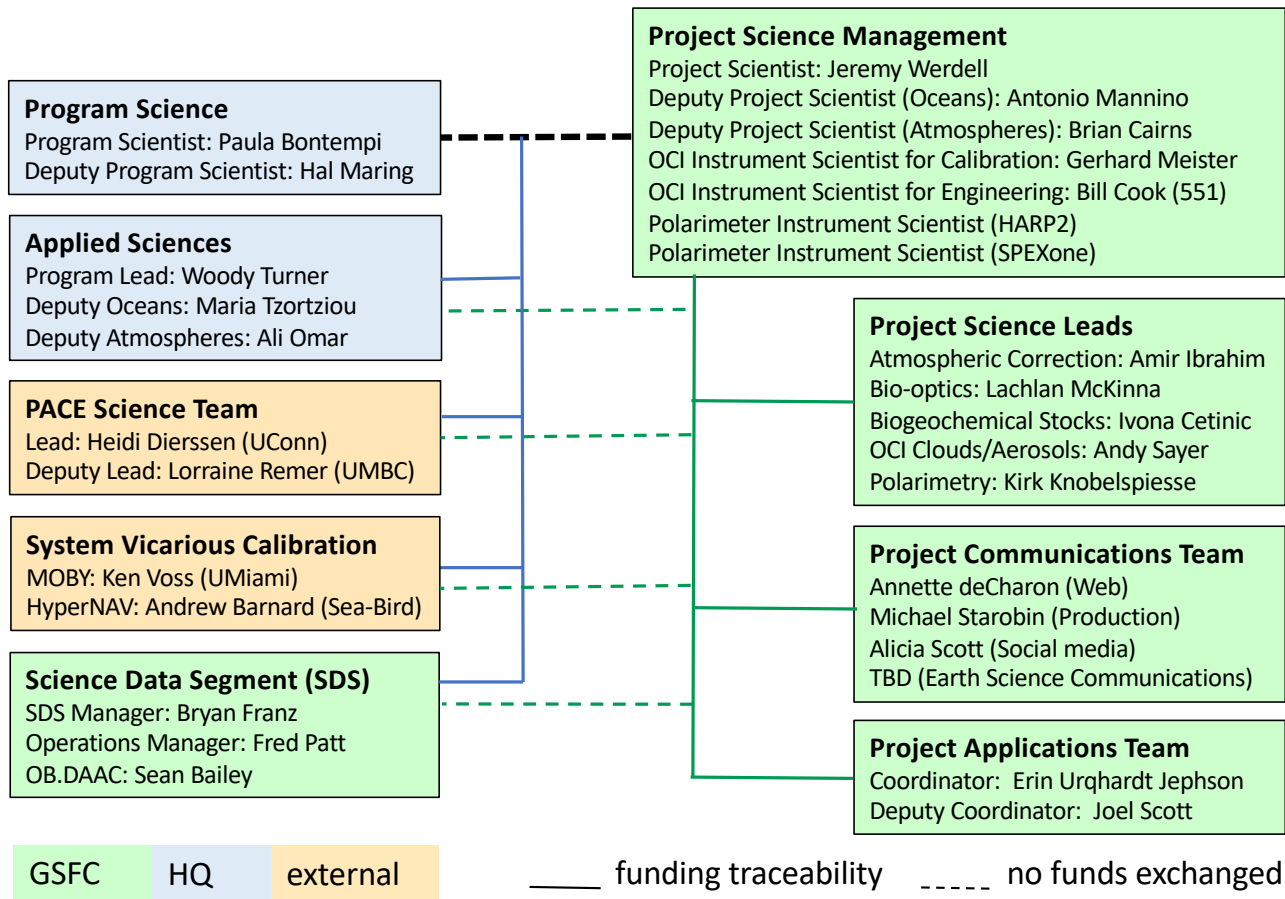 Program Science
Program Scientist: Paula Bontempi
Deputy Program Scientist: Hal Maring
Applied Sciences
Program Lead: Woody Turner
Deputy Oceans: Maria Tzortziou
Deputy Atmospheres: Ali Omar
PACE Science Team
Lead: Heidi Dierssen (UConn)
Deputy Lead: Lorraine Remer (UMBC)
System Vicarious Calibration
MOBY: Ken Voss (UMiami)
HyperNAV: Andrew Barnard (Sea-Bird)
Science Data Segment (SDS)
SDS Manager: Bryan Franz
Operations Manager: Fred Patt
OB.DAAC: Sean Bailey
Project Science Management
Project Scientist: Jeremy Werdell
Deputy Project Scientist (Oceans): Antonio Mannino
Deputy Project Scientist (Atmospheres): Brian Cairns
OCI Instrument Scientist for Calibration: Gerhard Meister
OCI Instrument Scientist for Engineering: Bill Cook (551)
Polarimeter Instrument Scientist (HARP2)
Polarimeter Instrument Scientist (SPEXone)
Project Science Leads
Atmospheric Correction: Amir Ibrahim
Bio-optics: Lachlan McKinna
Biogeochemical Stocks: Ivona Cetinic
OCI Clouds/Aerosols: Andy Sayer
Polarimetry: Kirk Knobelspiesse
Project Communications Team
Annette deCharon (Web)
Michael Starobin (Production)
Alicia Scott (Social media)
TBD (Earth Science Communications)
Project Applications Team
Coordinator: Erin Urqhardt Jephson
Deputy Coordinator: Joel Scott
GSFC HQ external
funding traceability no funds exchanged